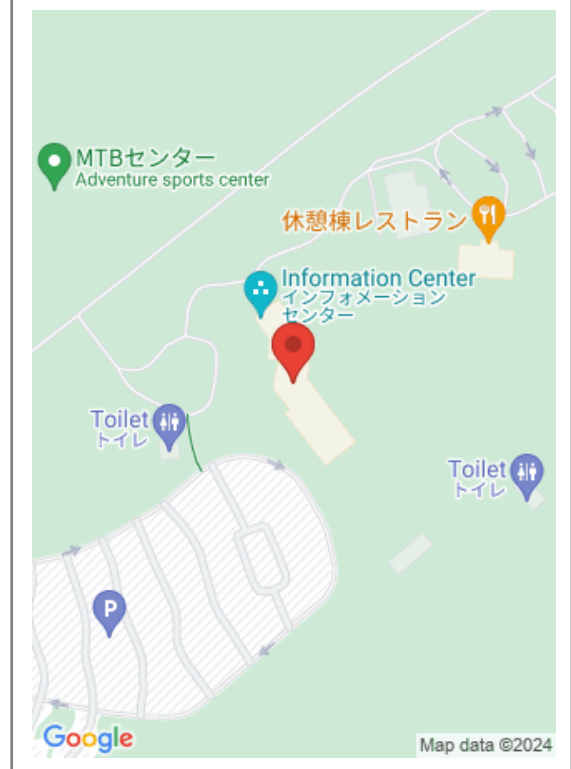 MTBセンター
Adventure sports center
休憩棟レストラン
Information Center
インフォメーション
センター
Toilet
トイレ
Toilet
トイレ
P
Google
Map data ©2024